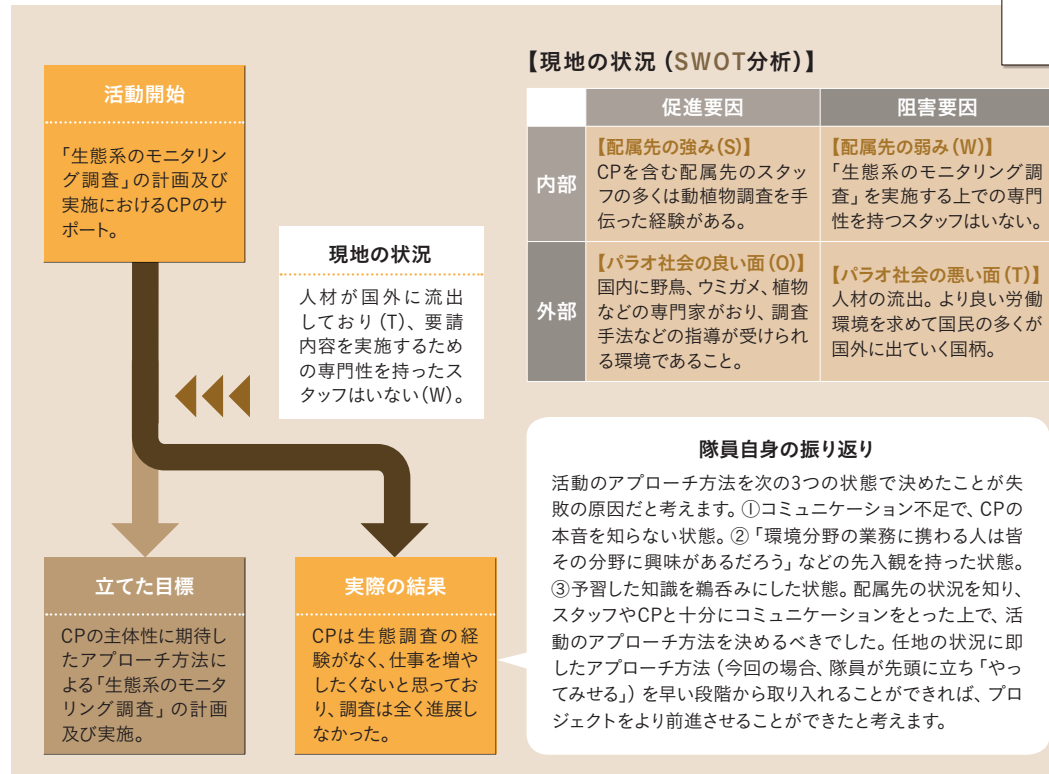 活動開始
「生態系のモニタリン
グ調査」の計画及び
実施におけるCPのサ
ポート。
現地の状況
人材が国外に流出
しており(T)、要請
内容を実施するため
の専門性を持ったス
タッフはいない(W)。
立てた目標
CPの主体性に期待し
たアプローチ方法に
よる「生態系のモニタ
リング調査」の計画
及び実施。
実際の結果
CPは生態調査の経
験がなく、仕事を増や
したくないと思ってお
り、調査は全く進展し
なかった。
【現地の状況(SWOT分析)】
促進要因 阻害要因
内部
【配属先の強み(S)】
CPを含む配属先のスタッ
フの多くは動植物調査を手
伝った経験がある。
【配属先の弱み(W)】
「生態系のモニタリング調
査」を実施する上での専門
性を持つスタッフはいない。
外部
【パラオ社会の良い面(O)】
国内に野鳥、ウミガメ、植物
などの専門家がおり、調査
手法などの指導が受けられ
る環境であること。
【パラオ社会の悪い面(T)】
人材の流出。より良い労働
環境を求めて国民の多くが
国外に出ていく国柄。
隊員自身の振り返り
活動のアプローチ方法を次の3つの状態で決めたことが失
敗の原因だと考えます。①コミュニケーション不足で、CPの
本音を知らない状態。②「環境分野の業務に携わる人は皆
その分野に興味があるだろう」などの先入観を持った状態。
③予習した知識を鵜呑みにした状態。配属先の状況を知り、
スタッフやCPと十分にコミュニケーションをとった上で、活
動のアプローチ方法を決めるべきでした。任地の状況に即
したアプローチ方法(今回の場合、隊員が先頭に立ち「やっ
てみせる」)を早い段階から取り入れることができれば、プロ
ジェクトをより前進させることができたと考えます。